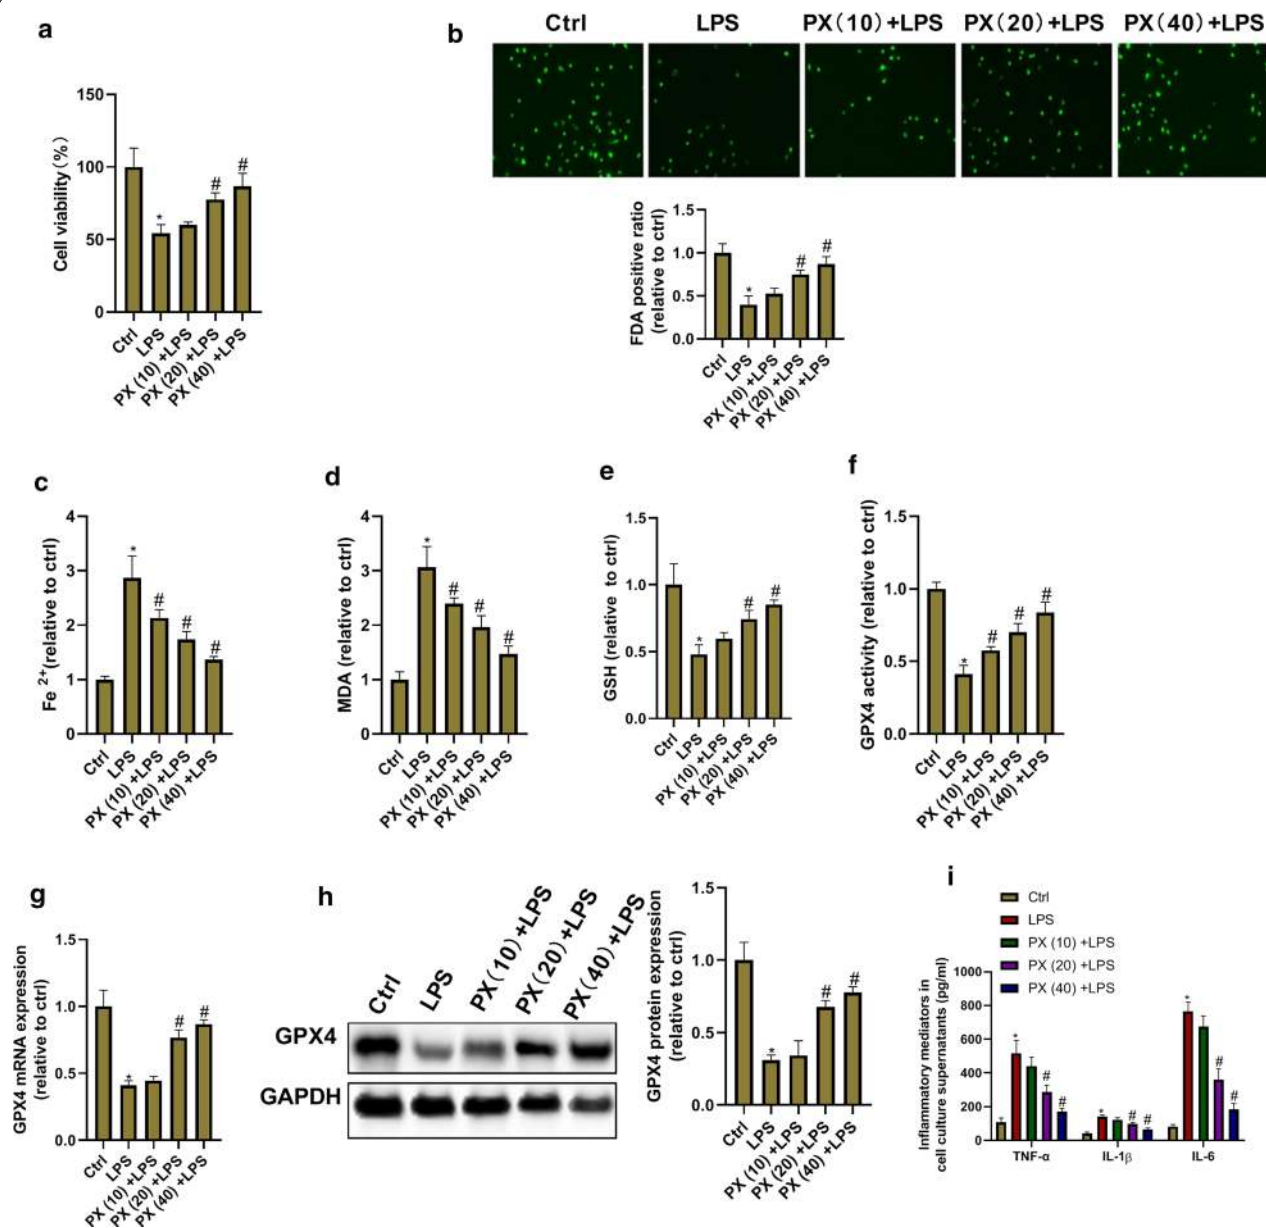 a
Cell viability (%)
150
100
50
0
*
#
#
Ctrl
LPS
PX (10) +LPS
PX (20) +LPS
PX (40) +LPS
b
Ctrl LPS PX(10)+LPS PX(20)+LPS PX(40)+LPS
FDA positive ratio
(relative to ctrl)
1.5
1.0
0.5
0.0
*
#
#
Ctrl
LPS
PX (10) +LPS
PX (20) +LPS
PX (40) +LPS
c
Fe 2+(relative to ctrl)
4
3
2
1
0
*
#
#
#
Ctrl
LPS
PX (10) +LPS
PX (20) +LPS
PX (40) +LPS
d
MDA (relative to ctrl)
4
3
2
1
0
*
#
#
#
Ctrl
LPS
PX (10) +LPS
PX (20) +LPS
PX (40) +LPS
e
GSH (relative to ctrl)
1.5
1.0
0.5
0.0
*
#
#
Ctrl
LPS
PX (10) +LPS
PX (20) +LPS
PX (40) +LPS
f
GPX4 activity (relative to ctrl)
1.5
1.0
0.5
0.0
*
#
#
#
Ctrl
LPS
PX (10) +LPS
PX (20) +LPS
PX (40) +LPS
g
GPX4 mRNA expression
(relative to ctrl)
1.5
1.0
0.5
0.0
*
#
#
Ctrl
LPS
PX (10) +LPS
PX (20) +LPS
PX (40) +LPS
h
Ctrl
LPS
PX(10)+LPS
PX(20)+LPS
PX(40)+LPS
GPX4
GAPDH
GPX4 protein expression
(relative to ctrl)
1.5
1.0
0.5
0.0
*
#
#
Ctrl
LPS
PX (10) +LPS
PX (20) +LPS
PX (40) +LPS
i
Ctrl
LPS
PX (10) +LPS
PX (20) +LPS
PX (40) +LPS
Inflammatory mediators in
cell culture supernatants (pg/ml)
1000
800
600
400
200
0
*
#
#
*
#
#
*
#
#
TNF-α IL-1β IL-6